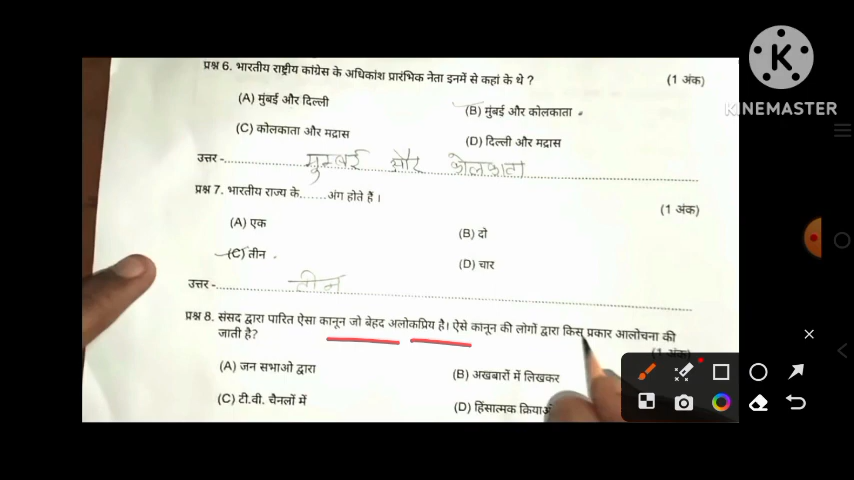 प्रश्न 6. भारतीय राष्ट्रीय कांग्रेस के अधिकांश प्रारंभिक नेता इनमें से कहां के थे ? (1 अंक)
(A) मुंबई और दिल्ली (B) मुंबई और कोलकाता
(C) कोलकाता और मद्रास (D) दिल्ली और मद्रास
उत्तर - मुम्बई और कोलकाता
प्रश्न 7. भारतीय राज्य के.......अंग होते हैं । (1 अंक)
(A) एक (B) दो
(C) तीन (D) चार
उत्तर - तीन
प्रश्न 8. संसद द्वारा पारित ऐसा कानून जो बेहद अलोकप्रिय है। ऐसे कानून की लोगों द्वारा किस प्रकार आलोचना की
जाती है? (1 अंक)
(A) जन सभाओ द्वारा (B) अखबारों में लिखकर
(C) टी.वी. चैनलों में (D) हिंसात्मक
K
KINEMASTER